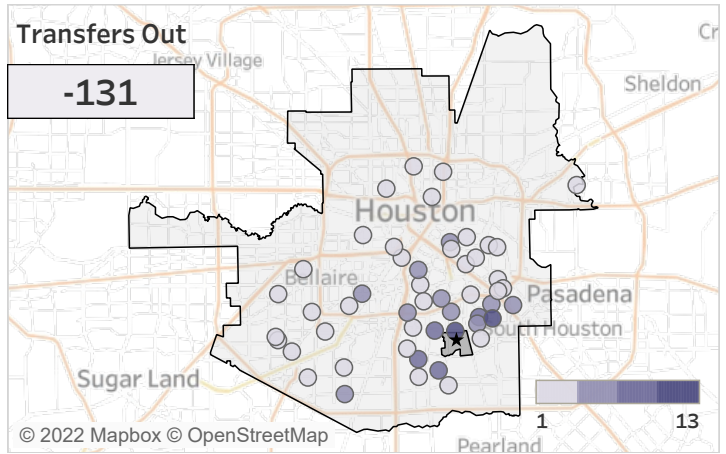 Transfers Out
-131
Jersey Village
Cr
Sheldon
Houston
Bellaire
Pasadena
South Houston
Sugar Land
1
13
© 2022 Mapbox © OpenStreetMap
Pearland